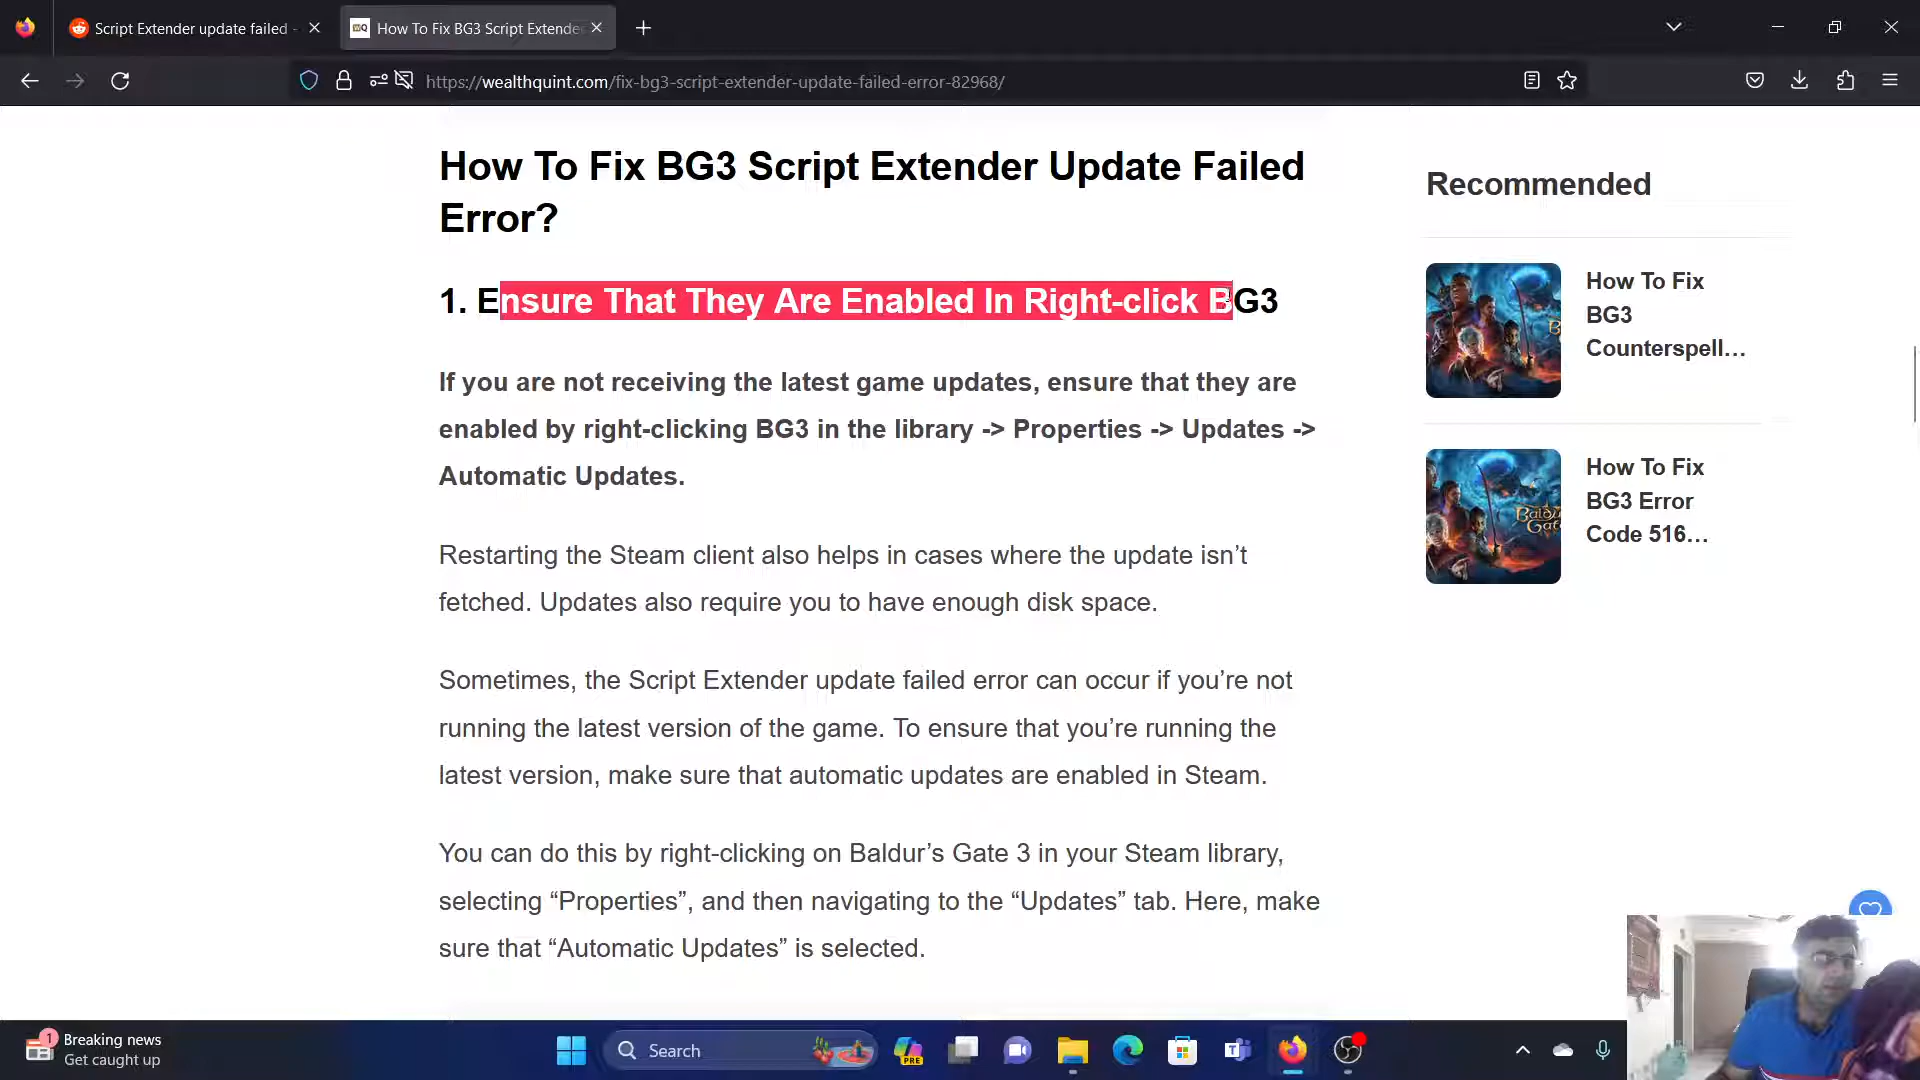 Script Extender update failed -
How To Fix BG3 Script Extende
https://wealthquint.com/fix-bg3-script-extender-update-failed-error-82968/
How To Fix BG3 Script Extender Update Failed
Error?
1. Ensure That They Are Enabled In Right-click BG3
If you are not receiving the latest game updates, ensure that they are
enabled by right-clicking BG3 in the library -> Properties -> Updates ->
Automatic Updates.
Restarting the Steam client also helps in cases where the update isn’t
fetched. Updates also require you to have enough disk space.
Sometimes, the Script Extender update failed error can occur if you’re not
running the latest version of the game. To ensure that you’re running the
latest version, make sure that automatic updates are enabled in Steam.
You can do this by right-clicking on Baldur’s Gate 3 in your Steam library,
selecting “Properties”, and then navigating to the “Updates” tab. Here, make
sure that “Automatic Updates” is selected.
Recommended
How To Fix
BG3
Counterspell…
How To Fix
BG3 Error
Code 516…
1
Breaking news
Get caught up
Search
PRE